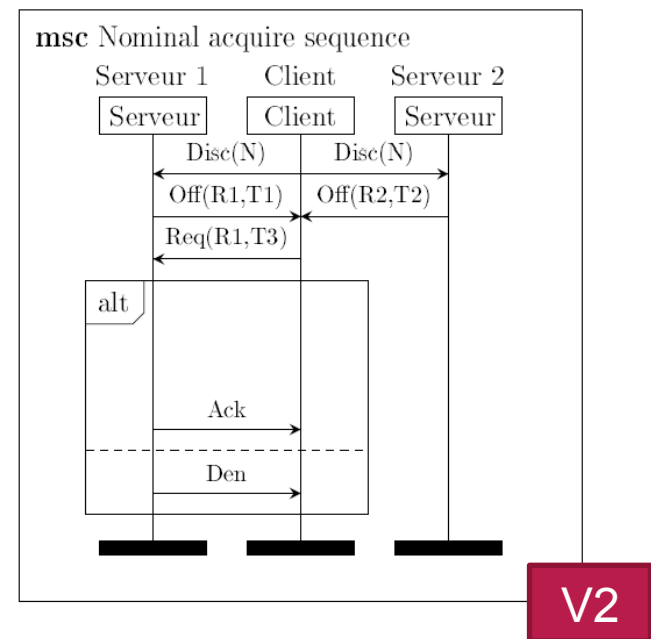 msc Nominal acquire sequence
Serveur 1 Client Serveur 2
Serveur Client Serveur
Disc(N) Disc(N)
Off(R1,T1) Off(R2,T2)
Req(R1,T3)
alt
Ack
Den
V2